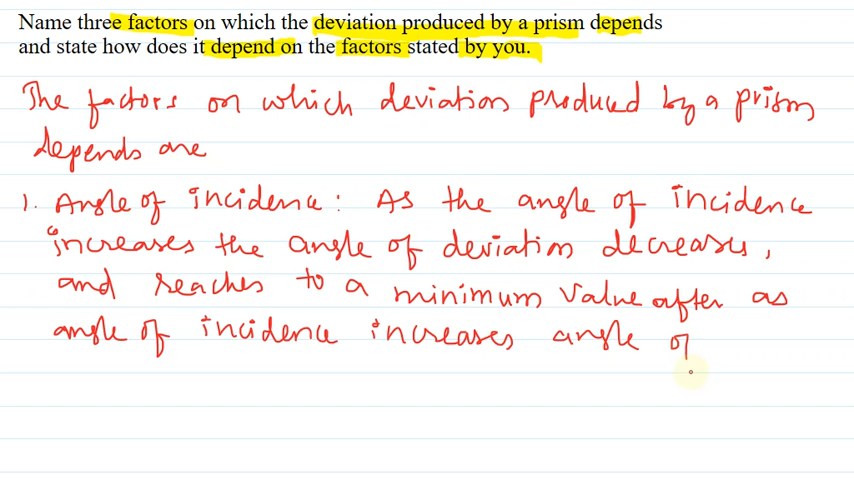 Name three factors on which the deviation produced by a prism depends
and state how does it depend on the factors stated by you.
The factors on which deviation produced by a prism
depends are
1. Angle of incidence: As the angle of incidence
increases the angle of deviation decreases,
and reaches to a minimum value after as
angle of incidence increases angle of